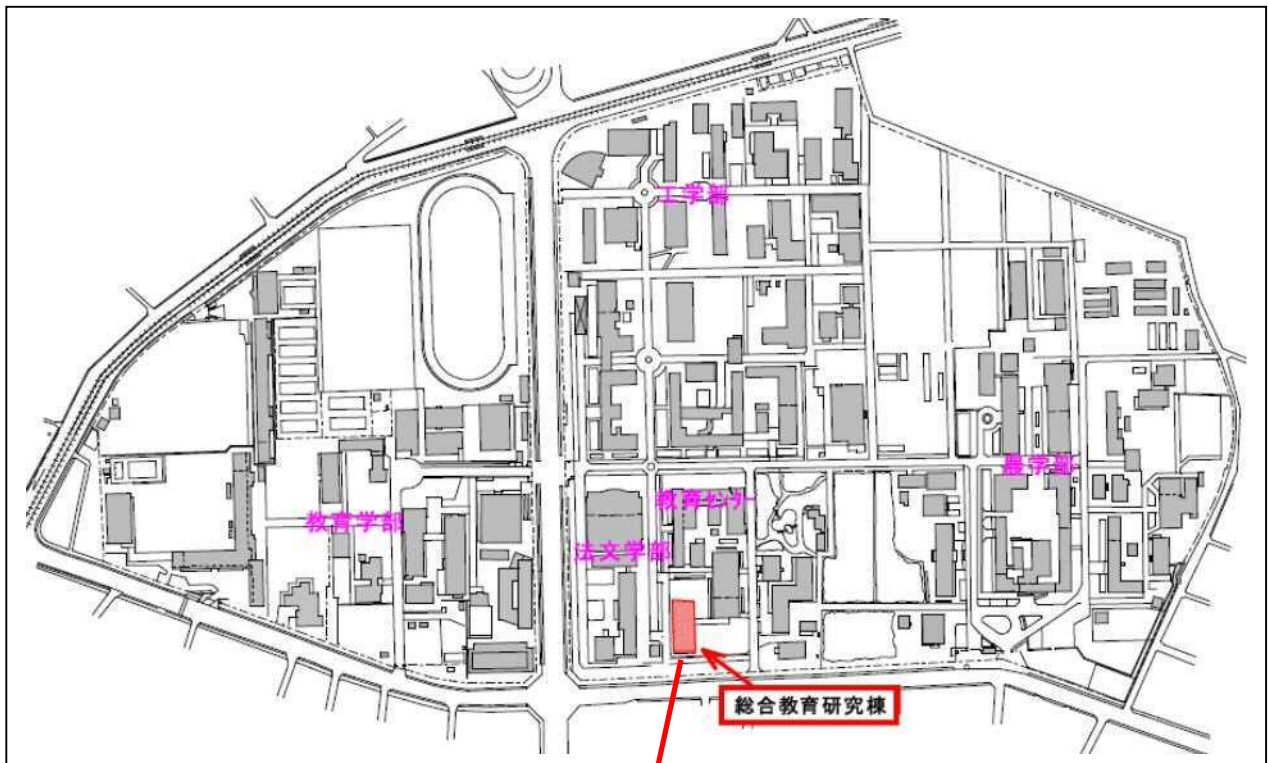 工学部
農学部
教育センター
教育学部
法文学部
総合教育研究棟